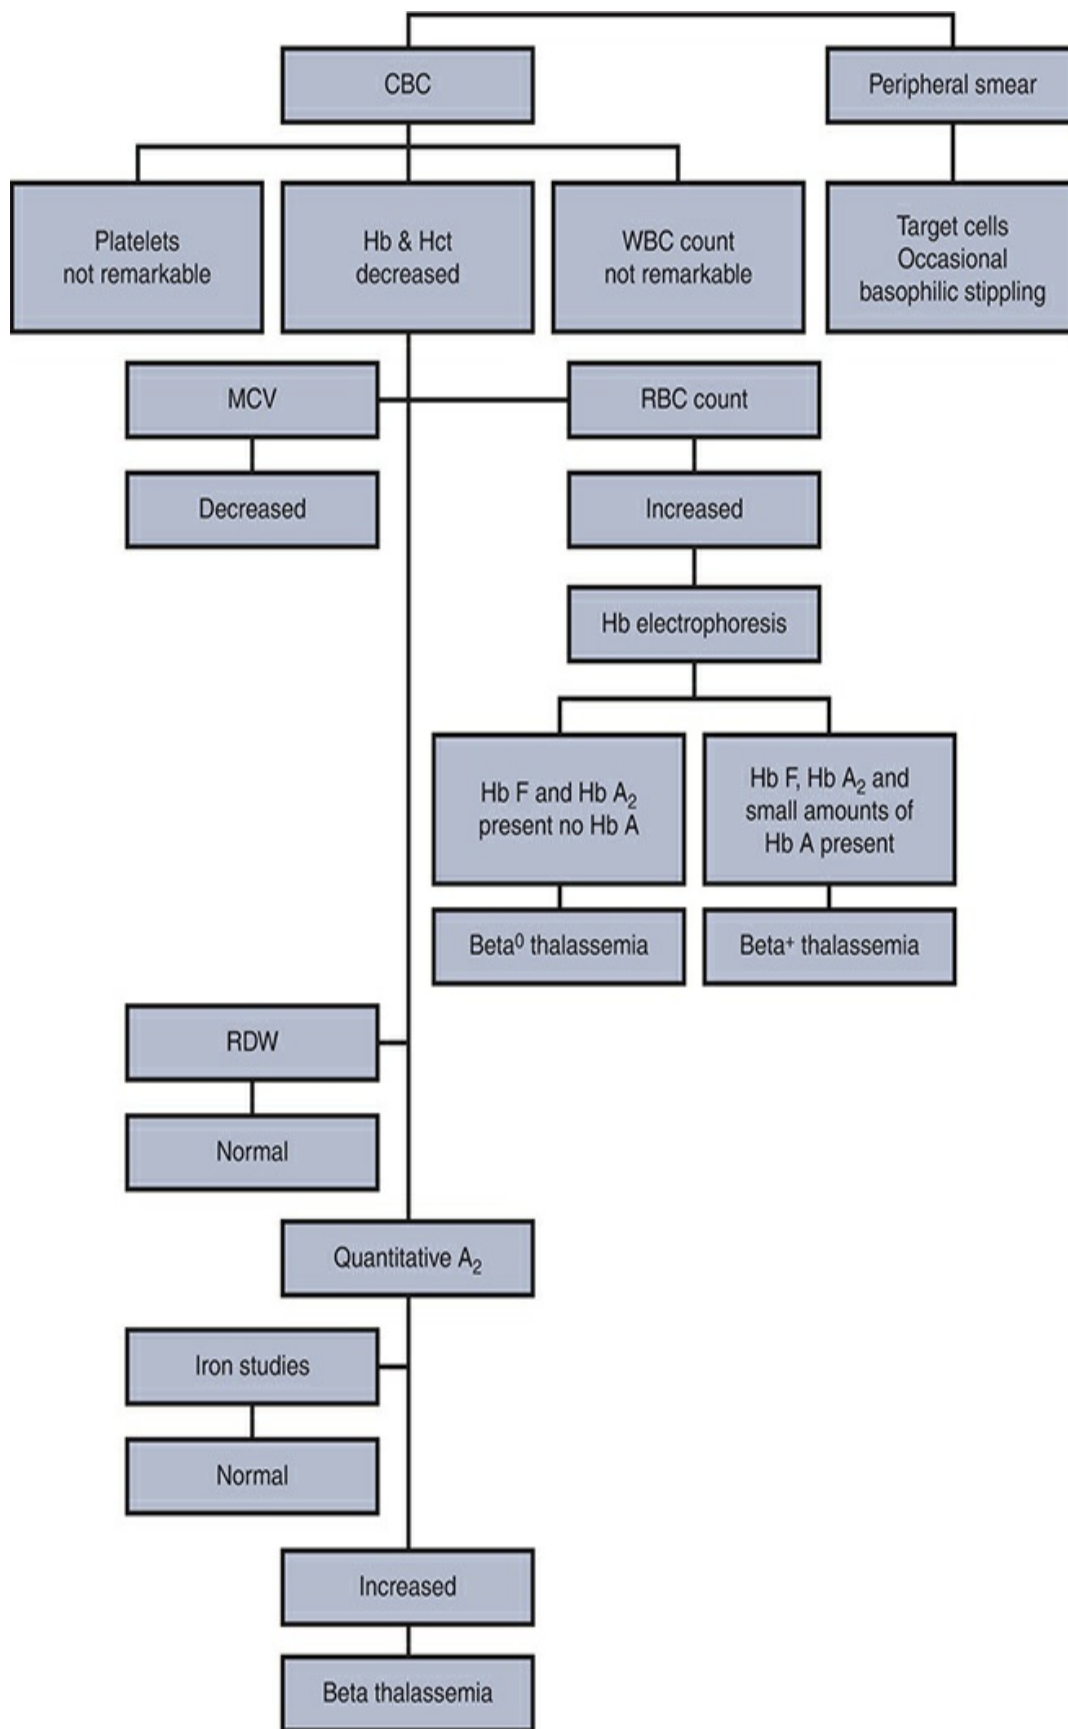 CBC
Peripheral smear
Platelets
not remarkable
Hb & Hct
decreased
WBC count
not remarkable
Target cells
Occasional
basophilic stippling
MCV
RBC count
Decreased
Increased
Hb electrophoresis
Hb F and Hb A₂
present no Hb A
Hb F, Hb A₂ and
small amounts of
Hb A present
Beta⁰ thalassemia
Beta⁺ thalassemia
RDW
Normal
Quantitative A₂
Iron studies
Normal
Increased
Beta thalassemia